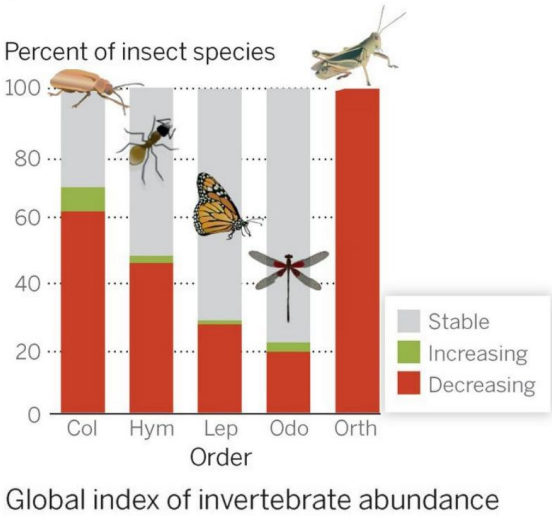 Percent of insect species
100
80
60
40
20
0
Col Hym Lep Odo Orth
Order
Stable
Increasing
Decreasing
Global index of invertebrate abundance